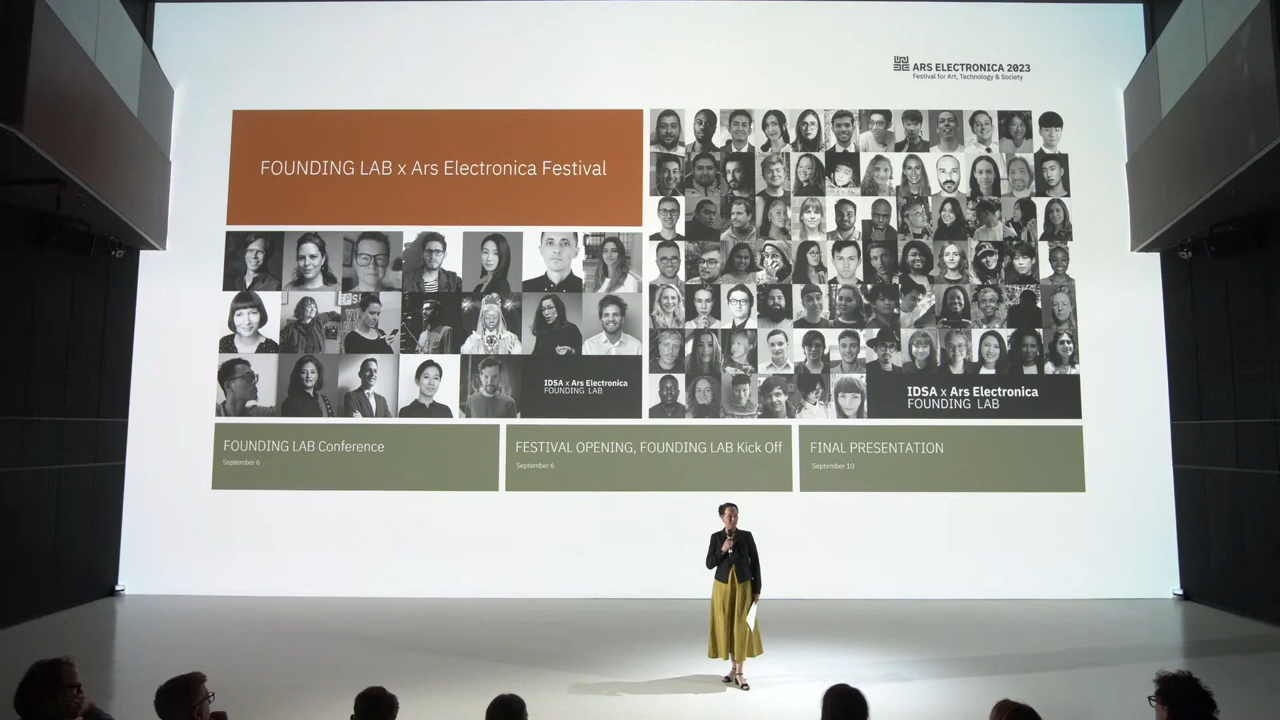 ARS ELECTRONICA 2023
Festival for Art, Technology & Society
FOUNDING LAB x Ars Electronica Festival
IDSA x Ars Electronica
FOUNDING LAB
IDSA x Ars Electronica
FOUNDING LAB
FOUNDING LAB Conference
September 6
FESTIVAL OPENING, FOUNDING LAB Kick Off
September 6
FINAL PRESENTATION
September 10